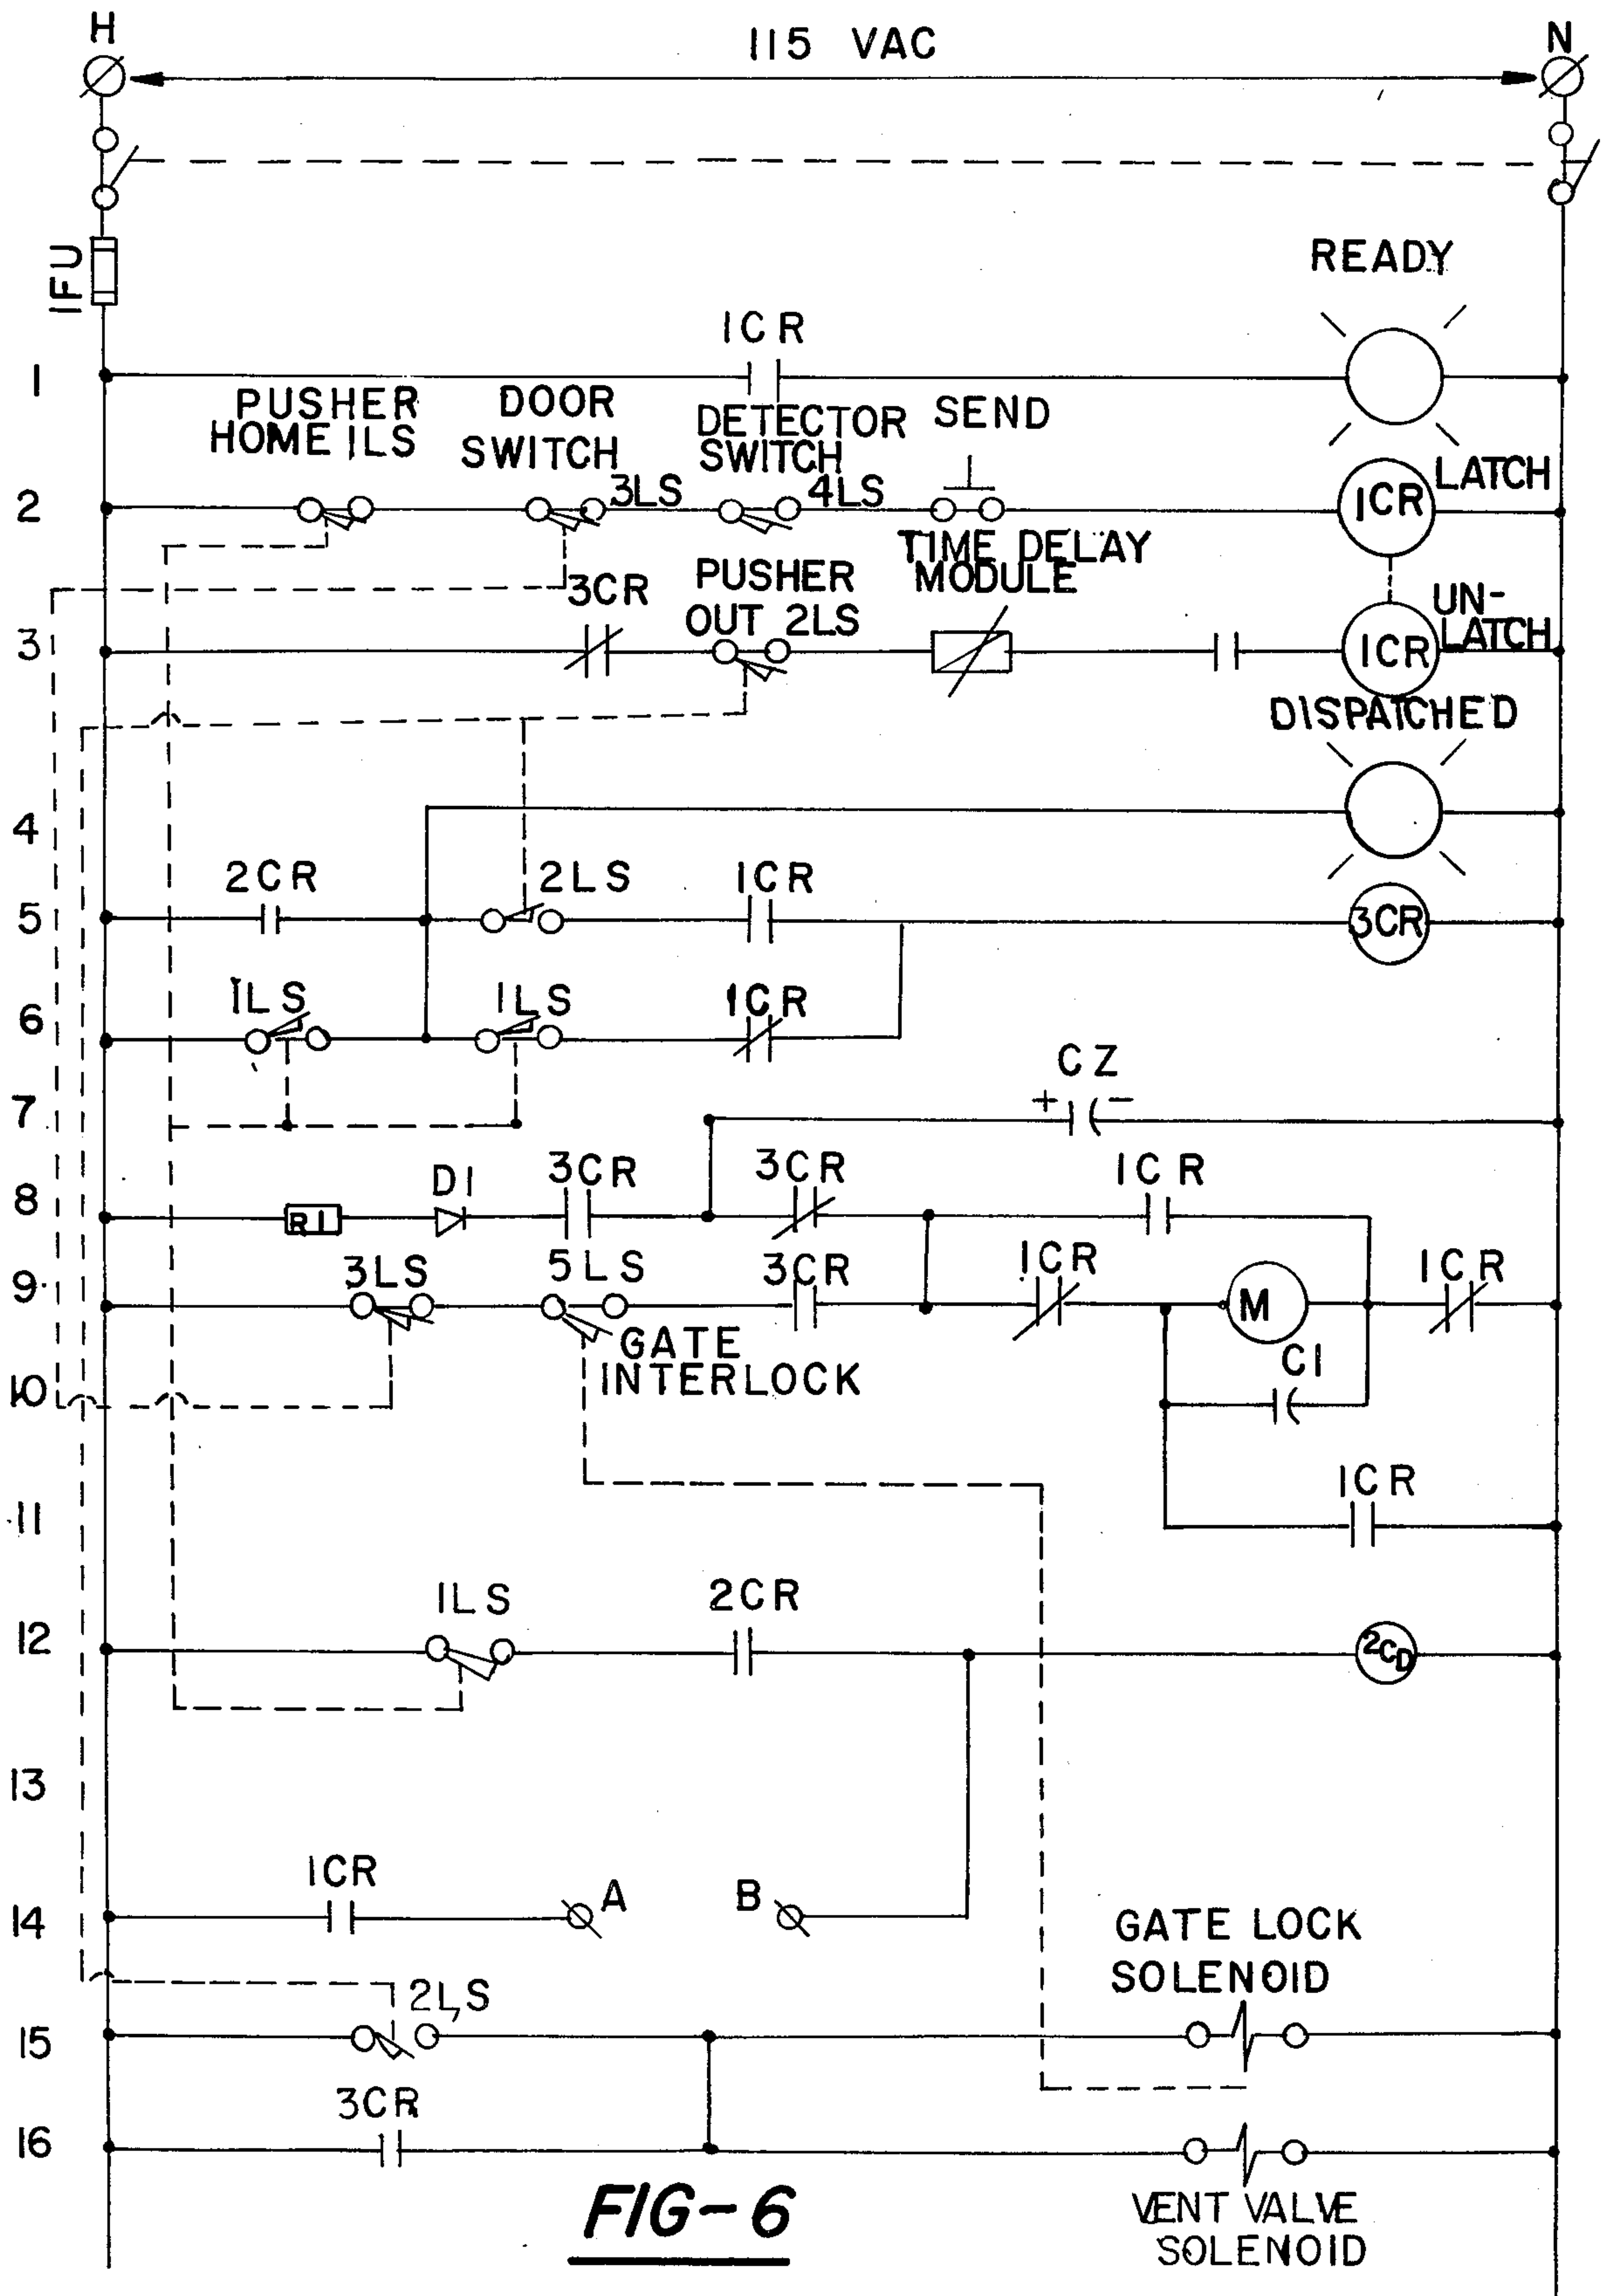 H
115 VAC
N
1FU
READY
1CR
1
PUSHER
HOME 1LS
DOOR
SWITCH
DETECTOR
SWITCH
SEND
2
3LS
4LS
1CR
LATCH
3CR
PUSHER
OUT 2LS
TIME DELAY
MODULE
3
1CR
UN-
LATCH
DISPATCHED
4
2CR
2LS
1CR
5
3CR
1LS
1LS
1CR
6
CZ
7
+
-
8
R1
D1
3CR
3CR
1CR
9
3LS
5LS
3CR
1CR
M
1CR
GATE
INTERLOCK
C1
10
1CR
11
1LS
2CR
12
2CD
13
1CR
A
B
14
GATE LOCK
SOLENOID
2LS
15
3CR
16
VENT VALVE
SOLENOID
FIG-6